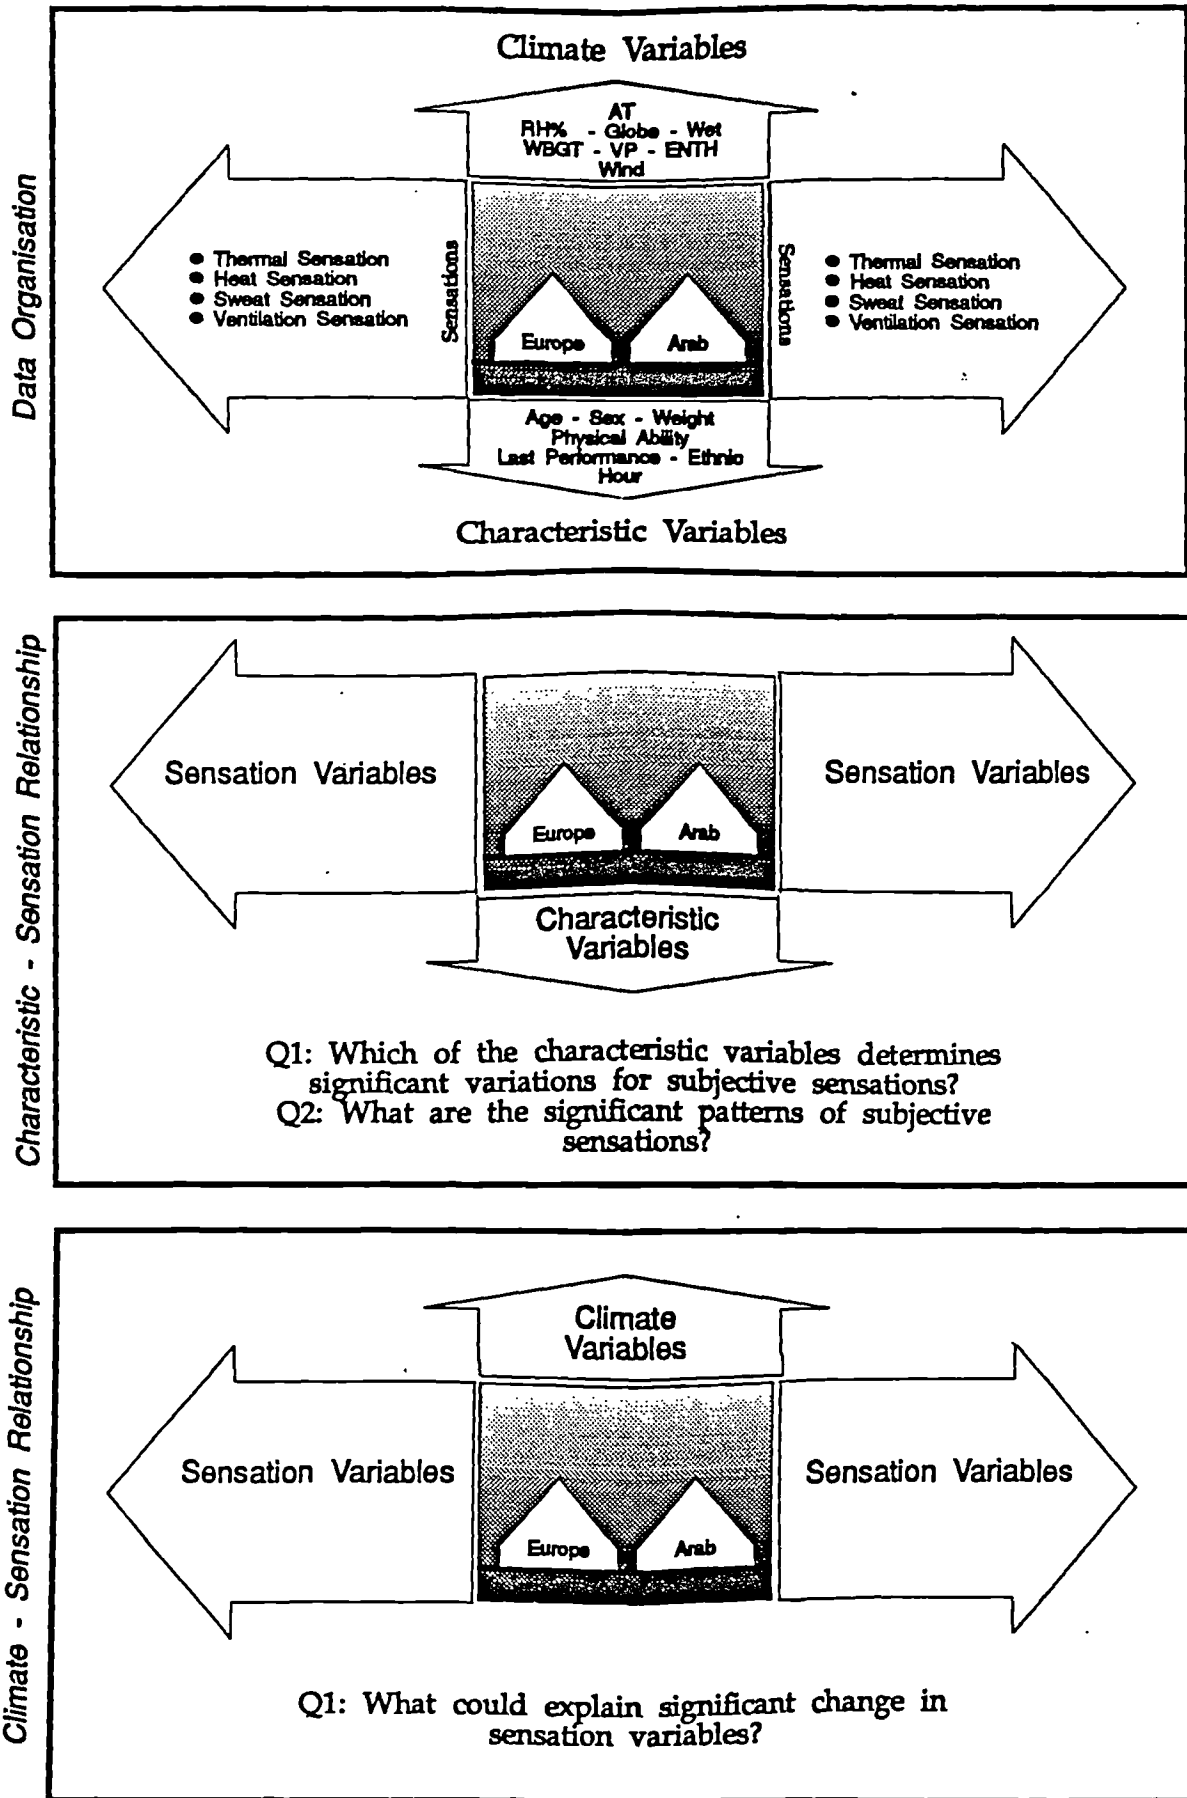 Data Organisation
Climate Variables
AT
RH% - Globe - Wet
WBGT - VP - ENTH
Wind
● Thermal Sensation
● Heat Sensation
● Sweat Sensation
● Ventilation Sensation
Sensations
Europe
Arab
Sensations
● Thermal Sensation
● Heat Sensation
● Sweat Sensation
● Ventilation Sensation
Age - Sex - Weight
Physical Ability
Last Performance - Ethnic
Hour
Characteristic Variables
Characteristic - Sensation Relationship
Sensation Variables
Europe
Arab
Sensation Variables
Characteristic
Variables
Q1: Which of the characteristic variables determines
significant variations for subjective sensations?
Q2: What are the significant patterns of subjective
sensations?
Climate - Sensation Relationship
Climate
Variables
Sensation Variables
Europe
Arab
Sensation Variables
Q1: What could explain significant change in
sensation variables?